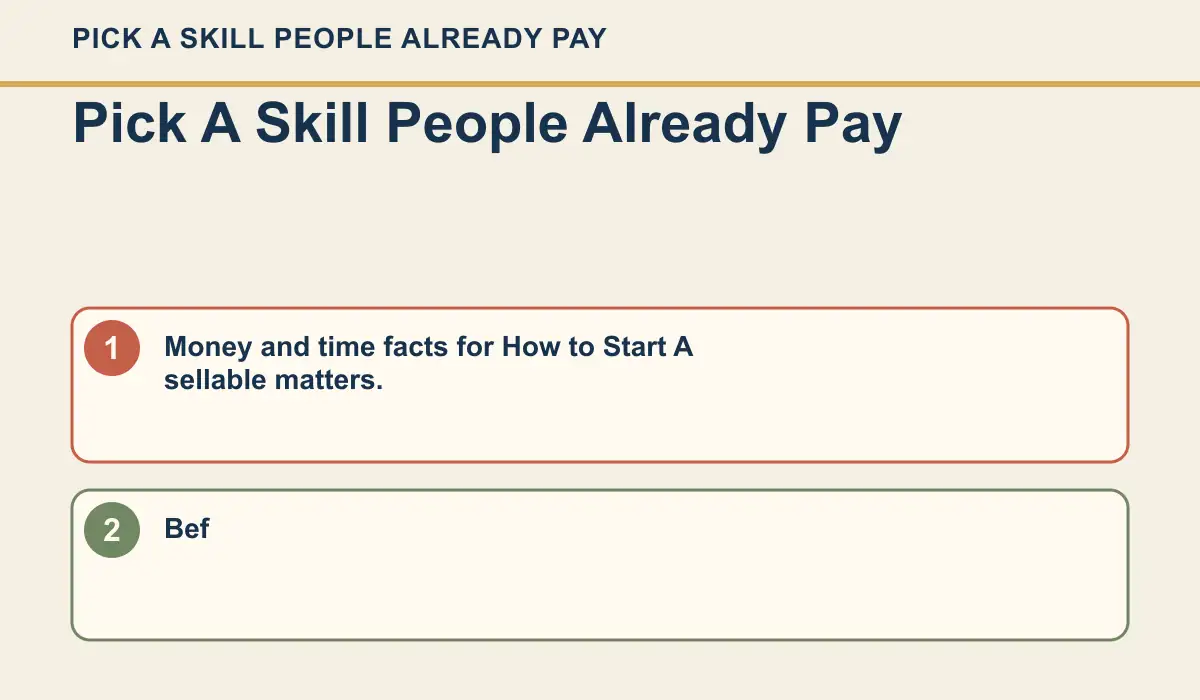 PICK A SKILL PEOPLE ALREADY PAY
Pick A Skill People Already Pay
1
Money and time facts for How to Start A
sellable matters.
2
Bef